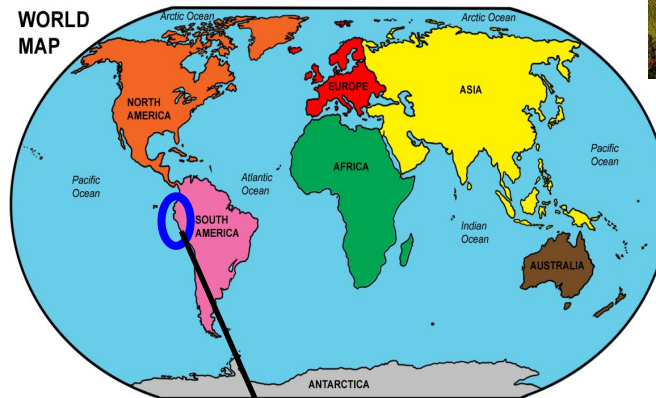 WORLD
MAP
Arctic Ocean
Arctic Ocean
NORTH
AMERICA
EUROPE
ASIA
Pacific
Ocean
Atlantic
Ocean
AFRICA
Pacific
Ocean
SOUTH
AMERICA
Indian
Ocean
AUSTRALIA
ANTARCTICA